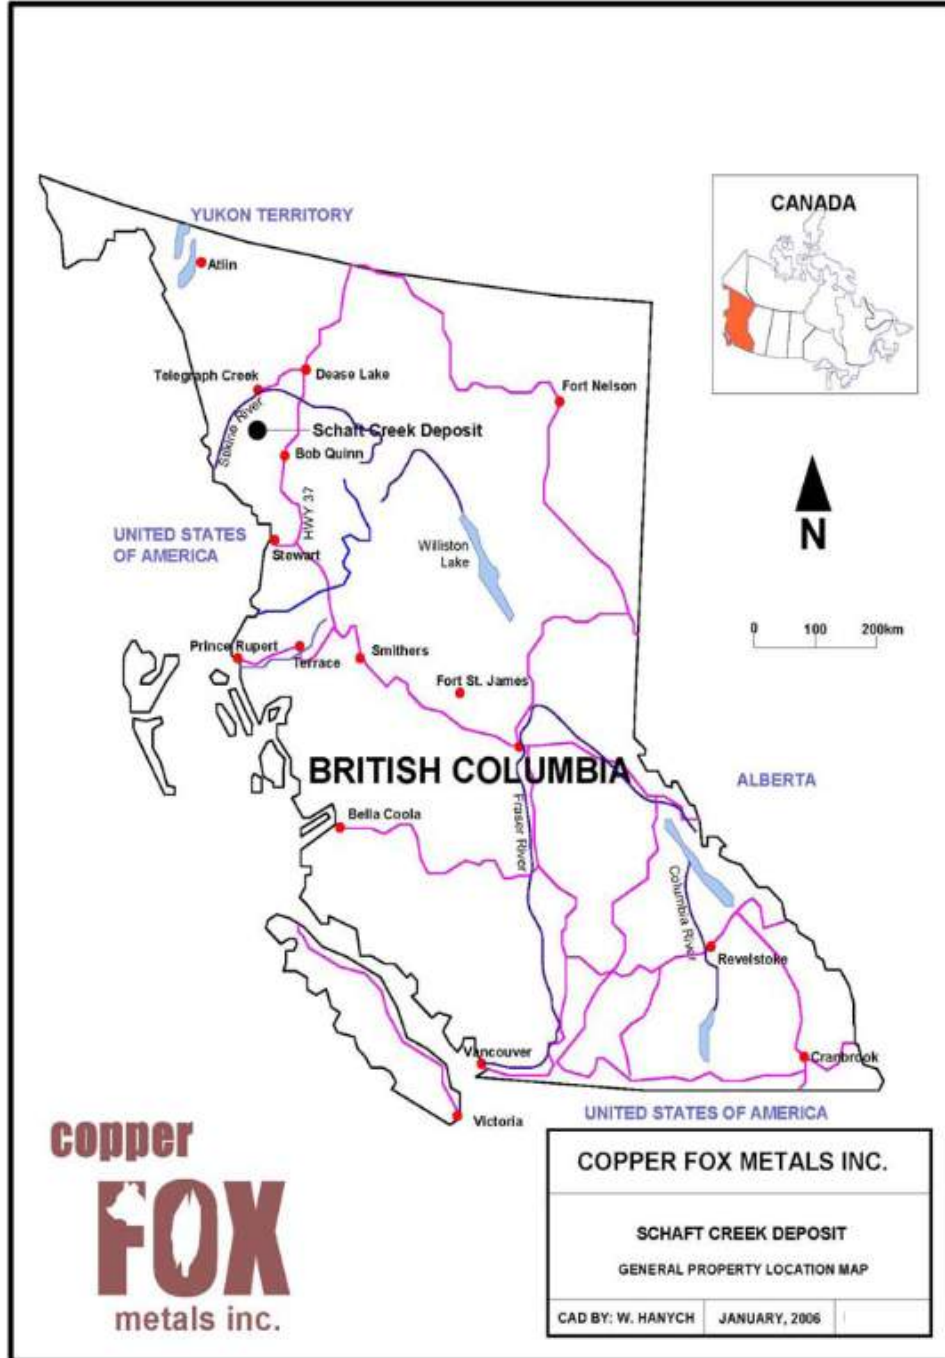 CANADA
YUKON TERRITORY
Atlin
Telegraph Creek
Dease Lake
Fort Nelson
Stikine River
Schaft Creek Deposit
Bob Quinn
HWY 37
UNITED STATES
OF AMERICA
Stewart
Williston
Lake
N
0 100 200km
Prince Rupert
Terrace
Smithers
Fort St. James
BRITISH COLUMBIA
ALBERTA
Bella Coola
Fraser River
Columbia River
Revelstoke
Vancouver
Cranbrook
Victoria
UNITED STATES OF AMERICA
copper
FOX
metals inc.
COPPER FOX METALS INC.
SCHAFT CREEK DEPOSIT
GENERAL PROPERTY LOCATION MAP
CAD BY: W. HANYCH
JANUARY, 2006